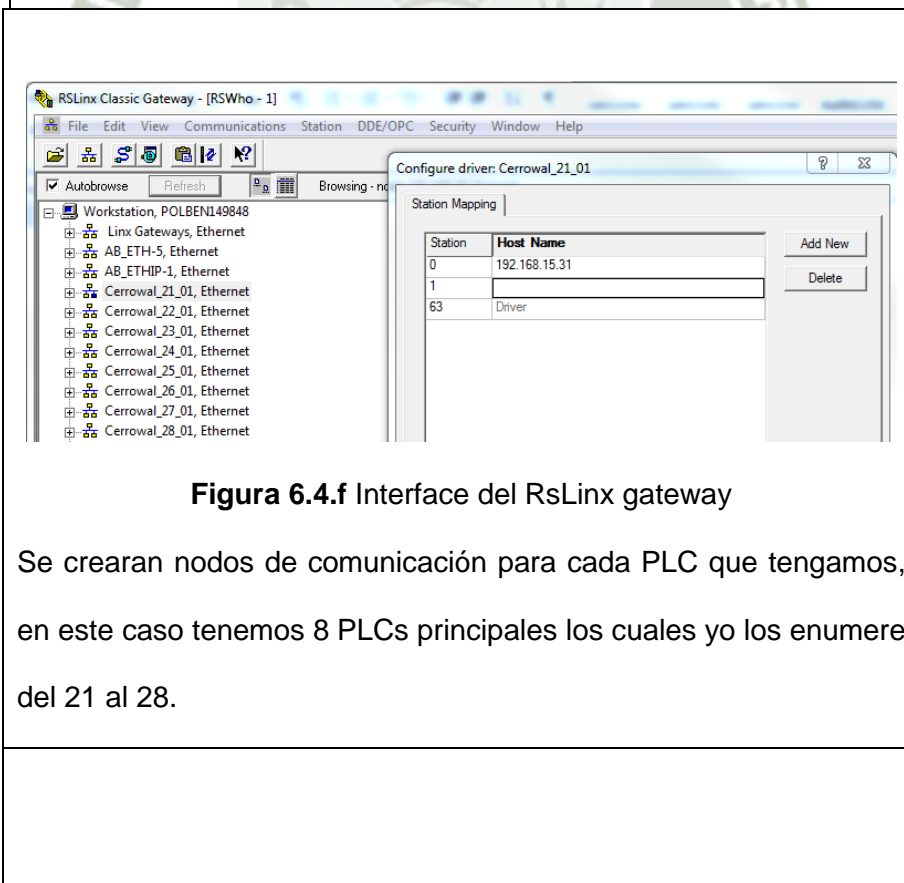 RSLinx Classic Gateway - [RSWho - 1]
File Edit View Communications Station DDE/OPC Security Window Help
Autobrowse Refresh Browsing - no
Workstation, POLBEN149848
Linx Gateways, Ethernet
AB_ETH-5, Ethernet
AB_ETHIP-1, Ethernet
Cerrowal_21_01, Ethernet
Cerrowal_22_01, Ethernet
Cerrowal_23_01, Ethernet
Cerrowal_24_01, Ethernet
Cerrowal_25_01, Ethernet
Cerrowal_26_01, Ethernet
Cerrowal_27_01, Ethernet
Cerrowal_28_01, Ethernet
Configure driver: Cerrowal_21_01
Station Mapping
Station Host Name
0 192.168.15.31
1
63 Driver
Add New
Delete
Figura 6.4.f Interface del RsLinx gateway
Se crearan nodos de comunicación para cada PLC que tengamos,
en este caso tenemos 8 PLCs principales los cuales yo los enumere
del 21 al 28.